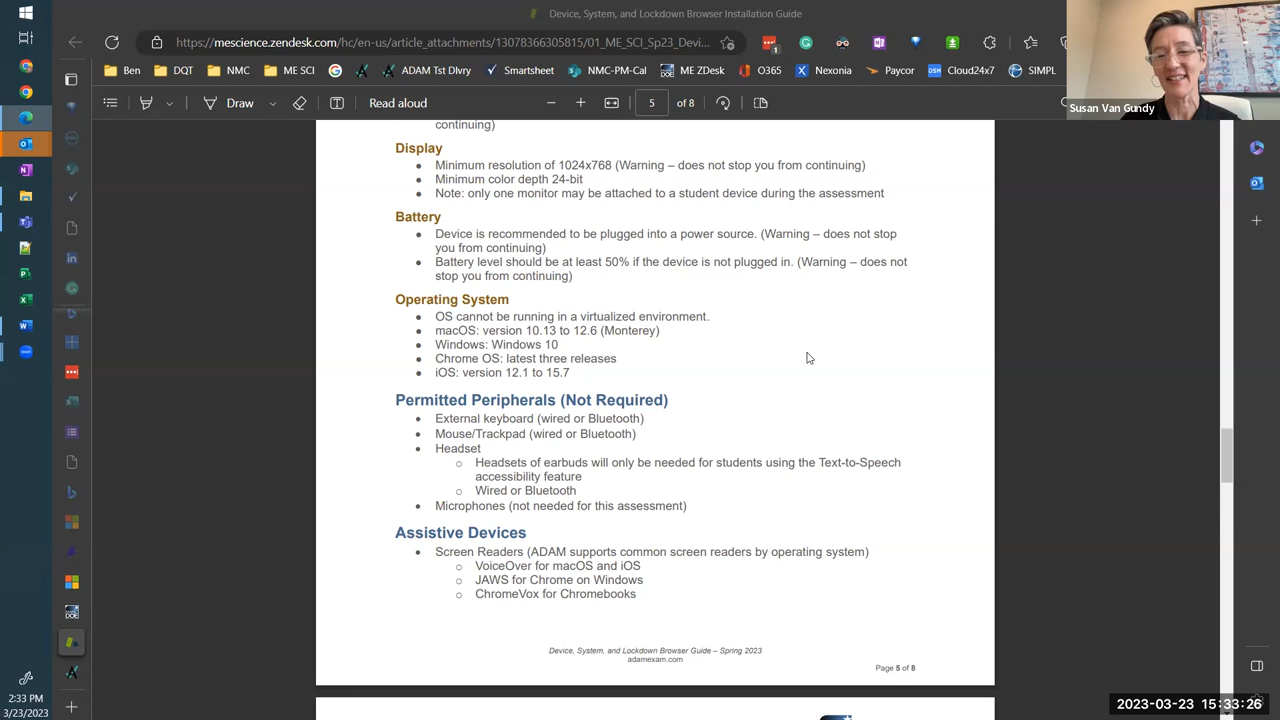 Device, System, and Lockdown Browser Installation Guide
https://mescience.zendesk.com/hc/en-us/article_attachments/13078366305815/01_ME_SCI_Sp23_Devi...
Ben
DQT
NMC
ME SCI
ADAM Tst Dlvry
Smartsheet
NMC-PM-Cal
ME ZDesk
O365
Nexonia
Paycor
Cloud24x7
SIMPL
Susan Van Gundy
Draw
Read aloud
5
of 8
continuing)
Display
● Minimum resolution of 1024x768 (Warning – does not stop you from continuing)
● Minimum color depth 24-bit
● Note: only one monitor may be attached to a student device during the assessment
Battery
● Device is recommended to be plugged into a power source. (Warning – does not stop
you from continuing)
● Battery level should be at least 50% if the device is not plugged in. (Warning – does not
stop you from continuing)
Operating System
● OS cannot be running in a virtualized environment.
● macOS: version 10.13 to 12.6 (Monterey)
● Windows: Windows 10
● Chrome OS: latest three releases
● iOS: version 12.1 to 15.7
Permitted Peripherals (Not Required)
● External keyboard (wired or Bluetooth)
● Mouse/Trackpad (wired or Bluetooth)
● Headset
○ Headsets of earbuds will only be needed for students using the Text-to-Speech
accessibility feature
○ Wired or Bluetooth
● Microphones (not needed for this assessment)
Assistive Devices
● Screen Readers (ADAM supports common screen readers by operating system)
○ VoiceOver for macOS and iOS
○ JAWS for Chrome on Windows
○ ChromeVox for Chromebooks
Device, System, and Lockdown Browser Guide – Spring 2023
adamexam.com
Page 5 of 8
2:33 PM
3/23/2023
2023-03-23 15:33:26